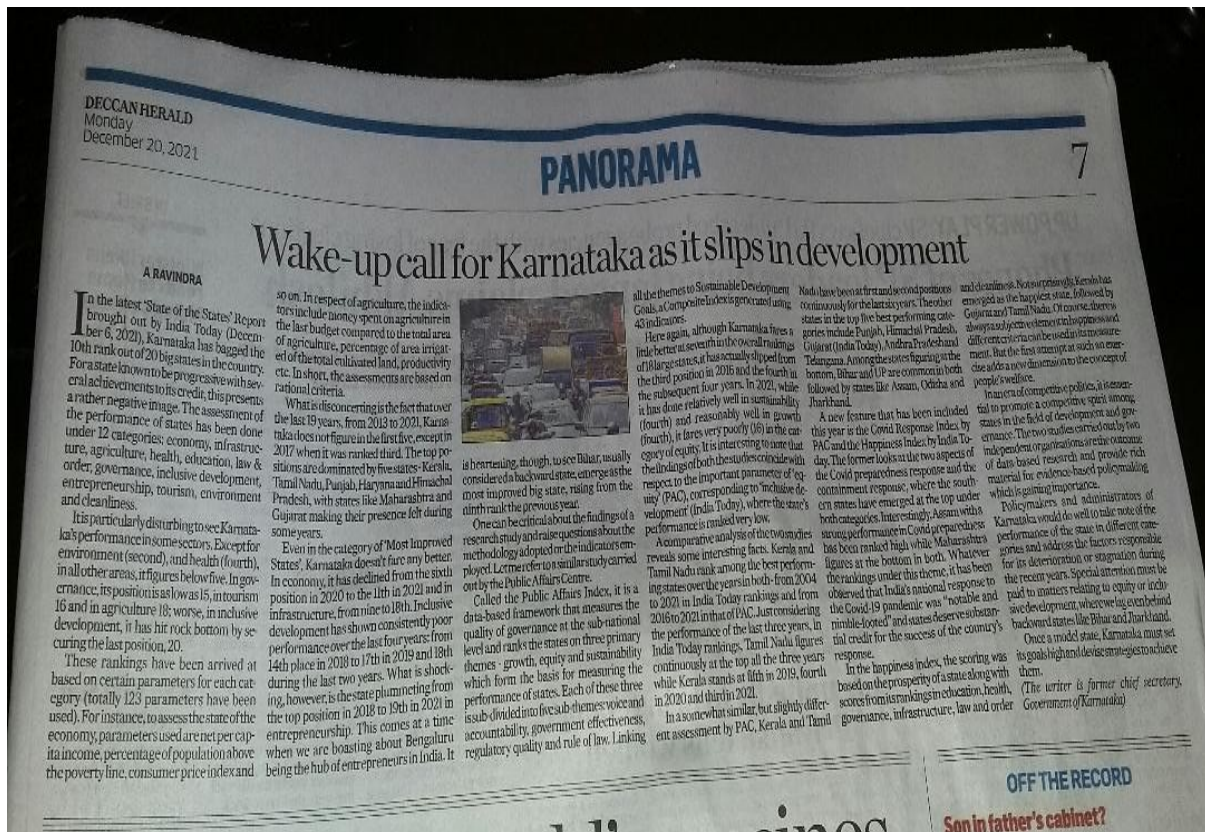 DECCAN HERALD
Monday
December 20, 2021
PANORAMA
7
Wake-up call for Karnataka as it slips in development
A RAVINDRA
In the latest 'State of the States' Report
brought out by India Today (Decem-
ber 6, 2021), Karnataka has bagged the
10th rank out of 20 big states in the country.
For a state known to be progressive with sev-
eral achievements to its credit, this presents
a rather negative image. The assessment of
the performance of states has been done
under 12 categories: economy, infrastruc-
ture, agriculture, health, education, law &
order, governance, inclusive development,
entrepreneurship, tourism, environment
and cleanliness.
It is particularly disturbing to see Karnata-
ka's performance in some sectors. Except for
environment (second), and health (fourth),
in all other areas, it figures below five. In gov-
ernance, its position is as low as 15, in tourism
16 and in agriculture 18; worse, in inclusive
development, it has hit rock bottom by se-
curing the last position, 20.
These rankings have been arrived at
based on certain parameters for each cat-
egory (totally 123 parameters have been
used). For instance, to assess the state of the
economy, parameters used are net per cap-
ita income, percentage of population above
the poverty line, consumer price index and
so on. In respect of agriculture, the indica-
tors include money spent on agriculture in
the last budget compared to the total area
of agriculture, percentage of area irrigat-
ed of the total cultivated land, productivity
etc. In short, the assessments are based on
rational criteria.
What is disconcerting is the fact that over
the last 19 years, from 2013 to 2021, Karna-
taka does not figure in the first five, except in
2017 when it was ranked third. The top po-
sitions are dominated by five states - Kerala,
Tamil Nadu, Punjab, Haryana and Himachal
Pradesh, with states like Maharashtra and
Gujarat making their presence felt during
some years.
Even in the category of 'Most Improved
States', Karnataka doesn't fare any better.
In economy, it has declined from the sixth
position in 2020 to the 11th in 2021 and in
infrastructure, from nine to 18th. Inclusive
development has shown consistently poor
performance over the last four years: from
14th place in 2018 to 17th in 2019 and 18th
during the last two years. What is shock-
ing, however, is the state plummeting from
the top position in 2018 to 19th in 2021 in
entrepreneurship. This comes at a time
when we are boasting about Bengaluru
being the hub of entrepreneurs in India. It
is heartening, though, to see Bihar, usually
considered a backward state, emerge as the
most improved big state, rising from the
ninth rank the previous year.
One can be critical about the findings of a
research study and raise questions about the
methodology adopted or the indicators em-
ployed. Let me refer to a similar study carried
out by the Public Affairs Centre.
Called the Public Affairs Index, it is a
data-based framework that measures the
quality of governance at the sub-national
level and ranks the states on three primary
themes - growth, equity and sustainability
which form the basis for measuring the
performance of states. Each of these three
is sub-divided into five sub-themes: voice and
accountability, government effectiveness,
regulatory quality and rule of law. Linking
all the themes to Sustainable Development
Goals, a Composite Index is generated using
43 indicators.
Here again, although Karnataka fares a
little better at seventh in the overall rankings
of 18 large states, it has actually slipped from
the third position in 2016 and the fourth in
the subsequent four years. In 2021, while
it has done relatively well in sustainability
(fourth) and reasonably well in growth
(fourth), it fares very poorly (16) in the cat-
egory of equity. It is interesting to note that
the findings of both the studies coincide with
respect to the important parameter of 'eq-
uity' (PAC), corresponding to 'inclusive de-
velopment' (India Today), where the state's
performance is ranked very low.
A comparative analysis of the two studies
reveals some interesting facts. Kerala and
Tamil Nadu rank among the best perform-
ing states over the years in both - from 2004
to 2021 in India Today rankings and from
2016 to 2021 in that of PAC. Just considering
the performance of the last three years, in
India Today rankings, Tamil Nadu figures
continuously at the top all the three years
while Kerala stands at fifth in 2019, fourth
in 2020 and third in 2021.
In a somewhat similar, but slightly differ-
ent assessment by PAC, Kerala and Tamil
Nadu have been at first and second positions
continuously for the last six years. The other
states in the top five best performing cate-
gories include Punjab, Himachal Pradesh,
Gujarat (India Today), Andhra Pradesh and
Telangana. Among the states figuring at the
bottom, Bihar and UP are common in both
followed by states like Assam, Odisha and
Jharkhand.
A new feature that has been included
this year is the Covid Response Index by
PAC and the Happiness Index by India To-
day. The former looks at the two aspects of
the Covid preparedness response and the
containment response, where the south-
ern states have emerged at the top under
both categories. Interestingly, Assam with a
strong performance in Covid preparedness
has been ranked high while Maharashtra
figures at the bottom in both. Whatever
the rankings under this theme, it has been
observed that India's national response to
the Covid-19 pandemic was "notable and
nimble-footed" and states deserve substan-
tial credit for the success of the country's
response.
In the happiness index, the scoring was
based on the prosperity of a state along with
scores from its rankings in education, health,
governance, infrastructure, law and order
and cleanliness. Not surprisingly, Kerala has
emerged as the happiest state, followed by
Gujarat and Tamil Nadu. Of course, there is
always a subjective element in happiness and
different criteria can be used in its measure-
ment. But the first attempt at such an exer-
cise adds a new dimension to the concept of
people's welfare.
In an era of competitive politics, it is essen-
tial to promote a competitive spirit among
states in the field of development and gov-
ernance. The two studies carried out by two
independent organisations are the outcome
of data based research and provide rich
material for evidence-based policymaking
which is gaining importance.
Policymakers and administrators of
Karnataka would do well to take note of the
performance of the state in different cate-
gories and address the factors responsible
for its deterioration or stagnation during
the recent years. Special attention must be
paid to matters relating to equity or inclu-
sive development, where we lag even behind
backward states like Bihar and Jharkhand.
Once a model state, Karnataka must set
its goals high and devise strategies to achieve
them.
(The writer is former chief secretary,
Government of Karnataka)
OFF THE RECORD
Son in father's cabinet?